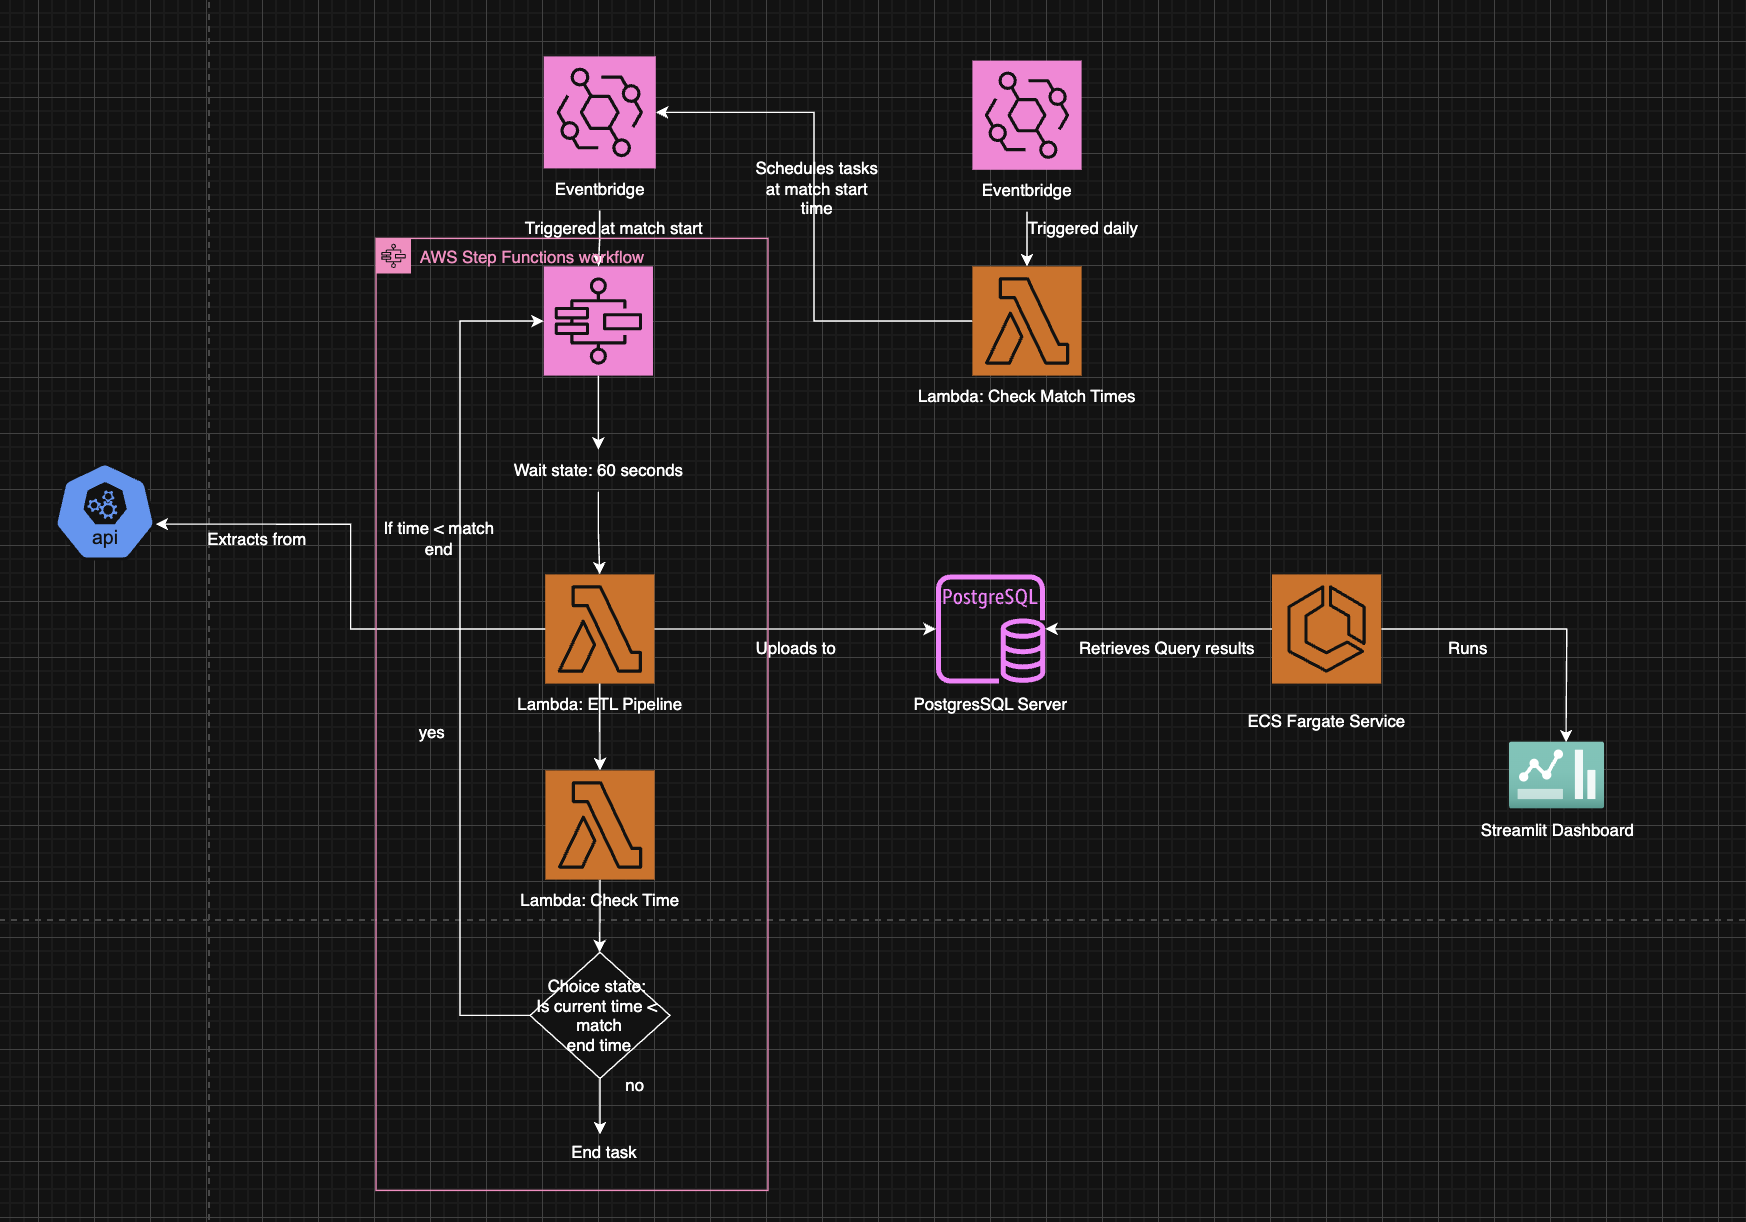 Eventbridge
Eventbridge
Schedules tasks
at match start
time
Triggered at match start
Triggered daily
AWS Step Functions workflow
Lambda: Check Match Times
Wait state: 60 seconds
api
Extracts from
If time < match
end
PostgreSQL
Uploads to
Retrieves Query results
Runs
Lambda: ETL Pipeline
PostgresSQL Server
ECS Fargate Service
yes
Streamlit Dashboard
Lambda: Check Time
Choice state:
Is current time <
match
end time
no
End task